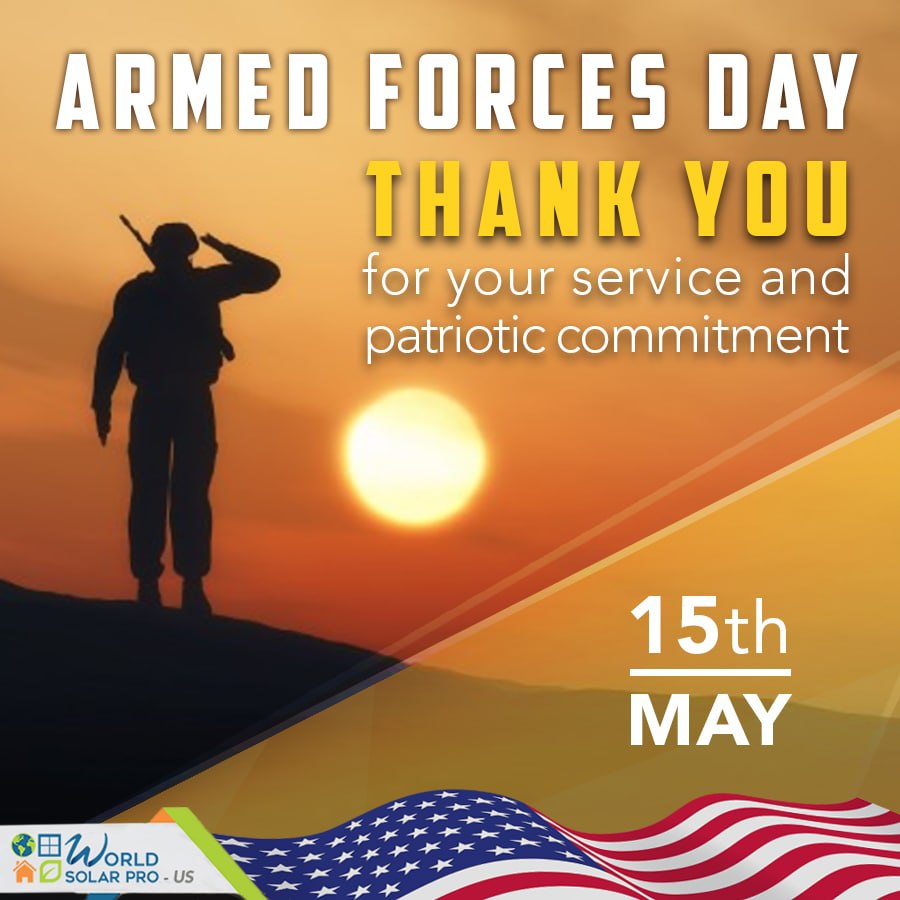 ARMED FORCES DAY
THANK YOU
for your service and
patriotic commitment
15th
MAY
WORLD
SOLAR PRO - US